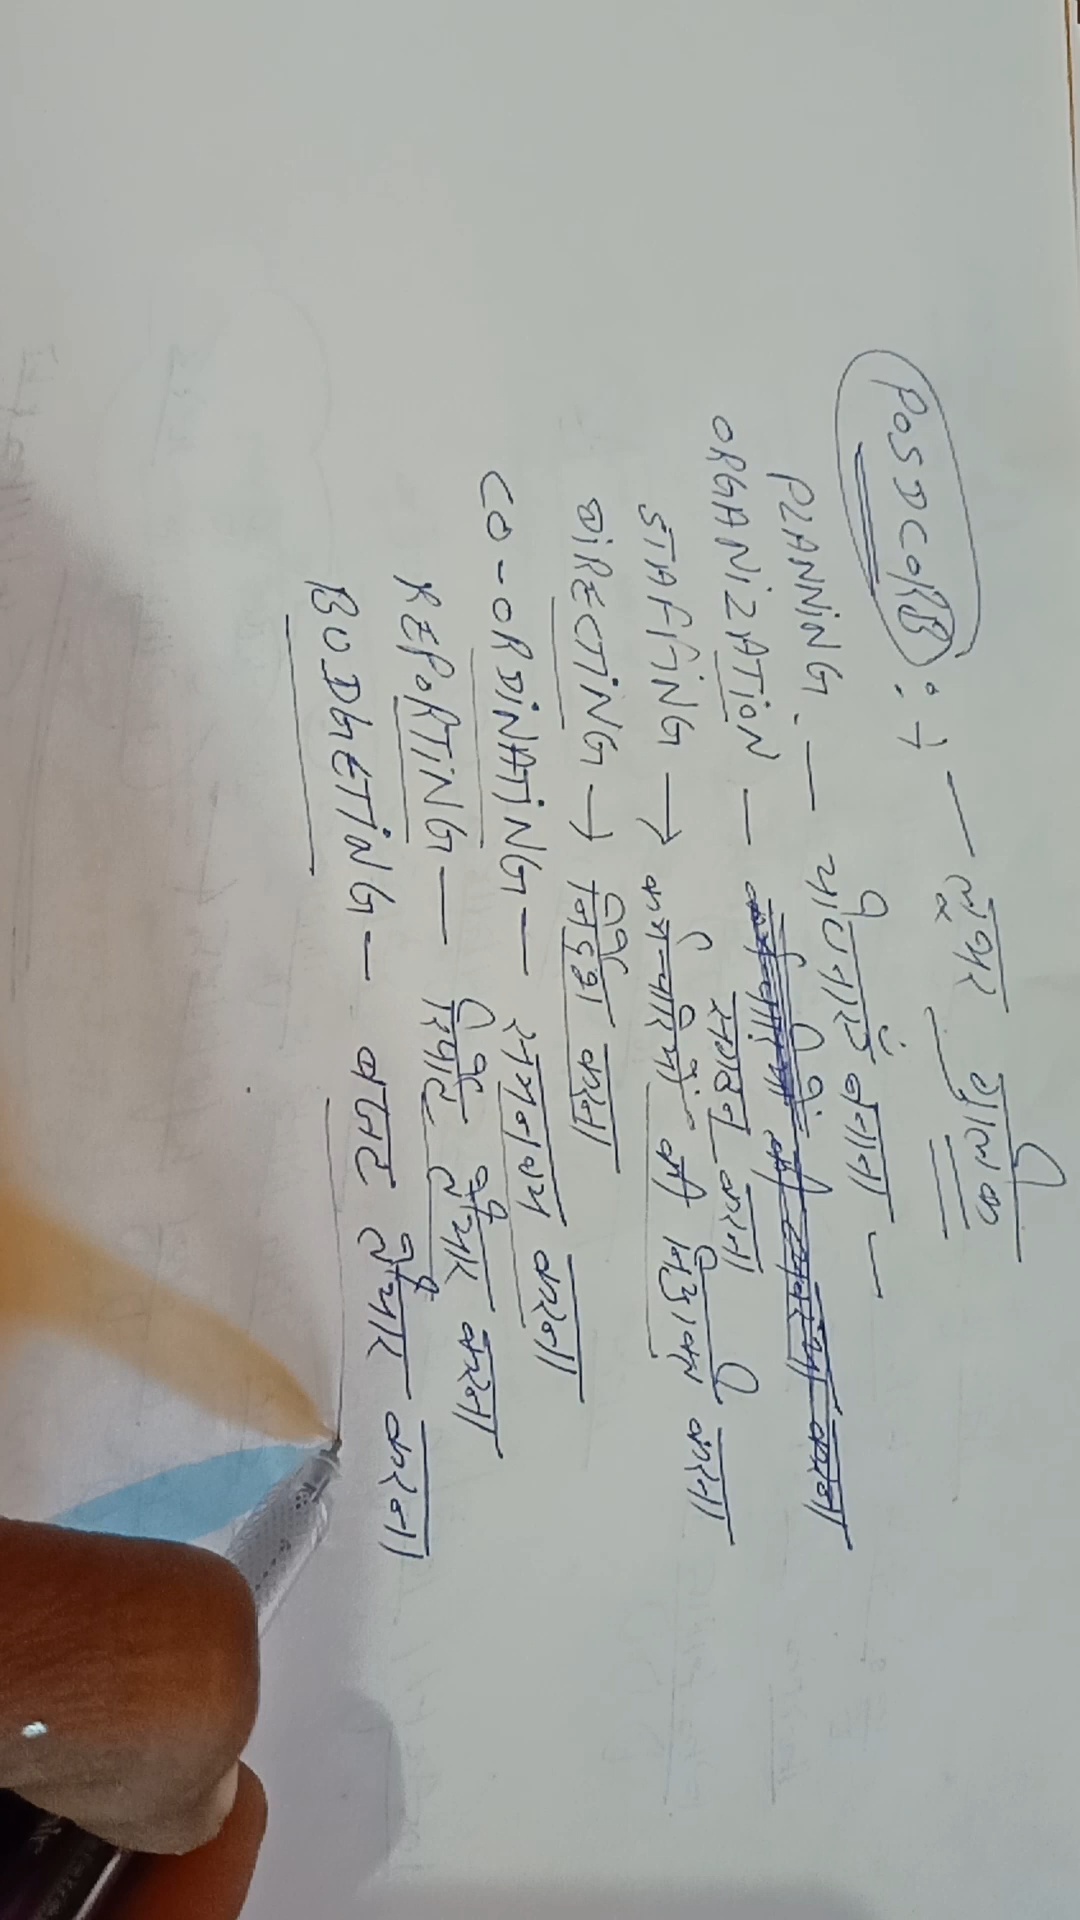 POSDCORB :→ — लूथर गुलिक
PLANNING. — योजनाएँ बनाना —
ORGANIZATION —
संगठन करना
STAFFING → कर्मचारियों की नियुक्ति करना
DIRECTING → निर्देश करना
CO-ORDINATING — समन्वय करना
REPORTING — रिपोर्ट तैयार करना
BUDGETING — बजट तैयार करना